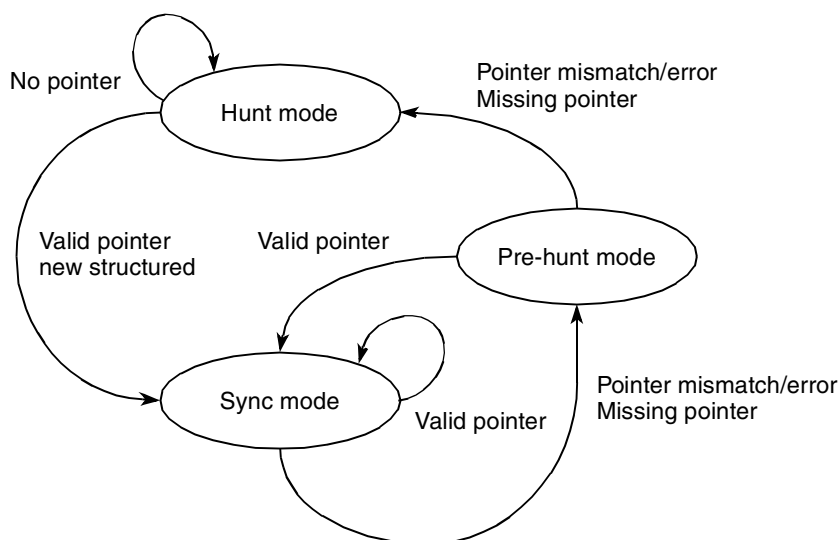 No pointer
Hunt mode
Pointer mismatch/error
Missing pointer
Valid pointer
new structured
Valid pointer
Pre-hunt mode
Sync mode
Valid pointer
Pointer mismatch/error
Missing pointer